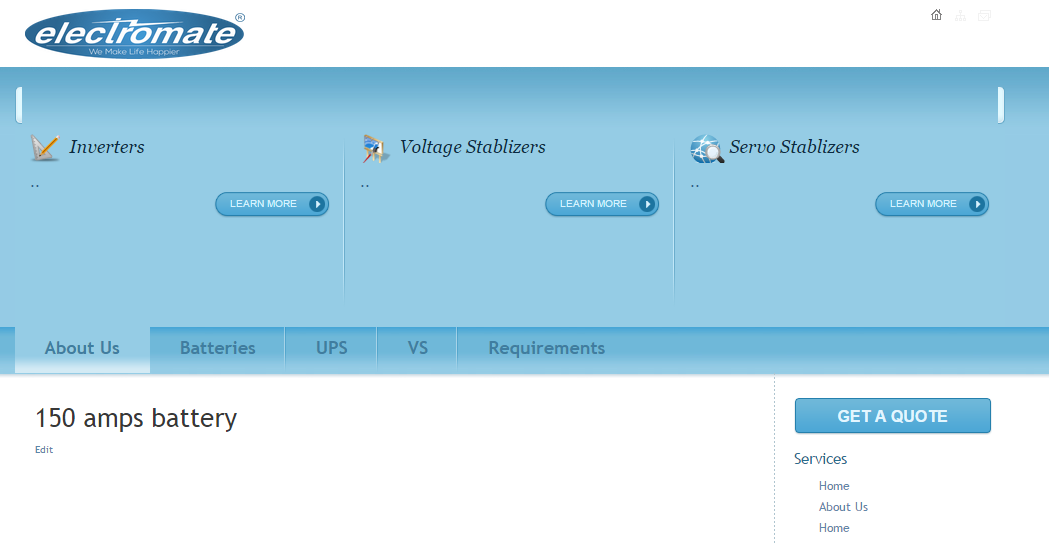 electromate ®
We Make Life Happier
Inverters
Voltage Stablizers
Servo Stablizers
..
..
..
LEARN MORE
LEARN MORE
LEARN MORE
About Us
Batteries
UPS
VS
Requirements
150 amps battery
Edit
GET A QUOTE
Services
Home
About Us
Home